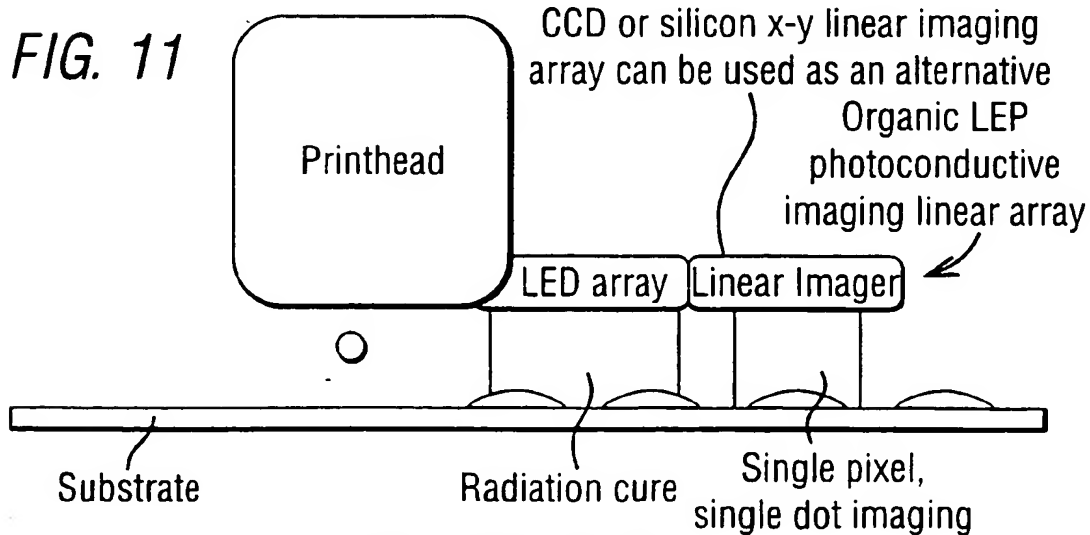 FIG. 11
CCD or silicon x-y linear imaging
array can be used as an alternative
Organic LEP
photoconductive
imaging linear array
Printhead
LED array
Linear Imager
Substrate
Radiation cure
Single pixel,
single dot imaging